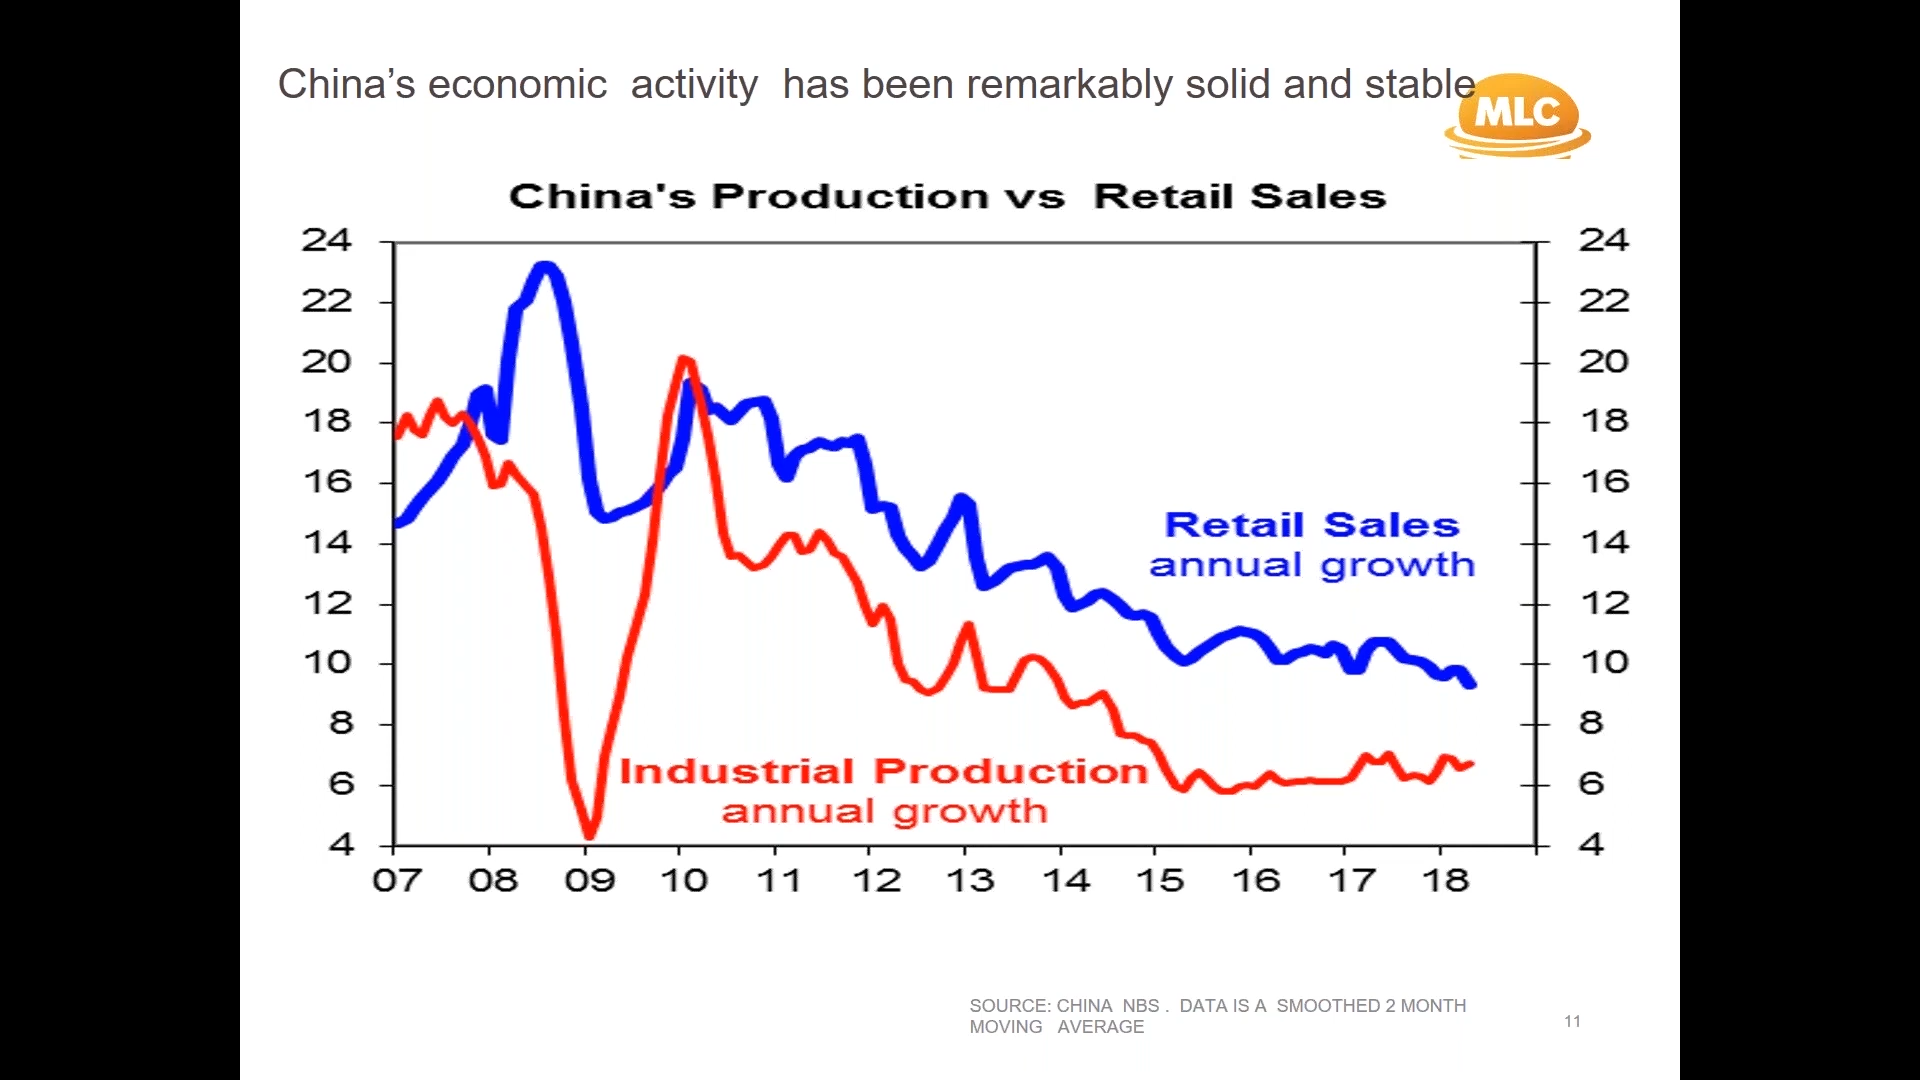 China’s economic  activity  has been remarkably solid and stable
MLC
China's Production vs  Retail Sales
24 24
22 22
20 20
18 18
16 16
14 14
12 12
10 10
8 8
6 6
4 4
Retail Sales
annual growth
Industrial Production
annual growth
07 08 09 10 11 12 13 14 15 16 17 18
SOURCE: CHINA  NBS .  DATA IS A  SMOOTHED 2 MONTH
MOVING   AVERAGE
11